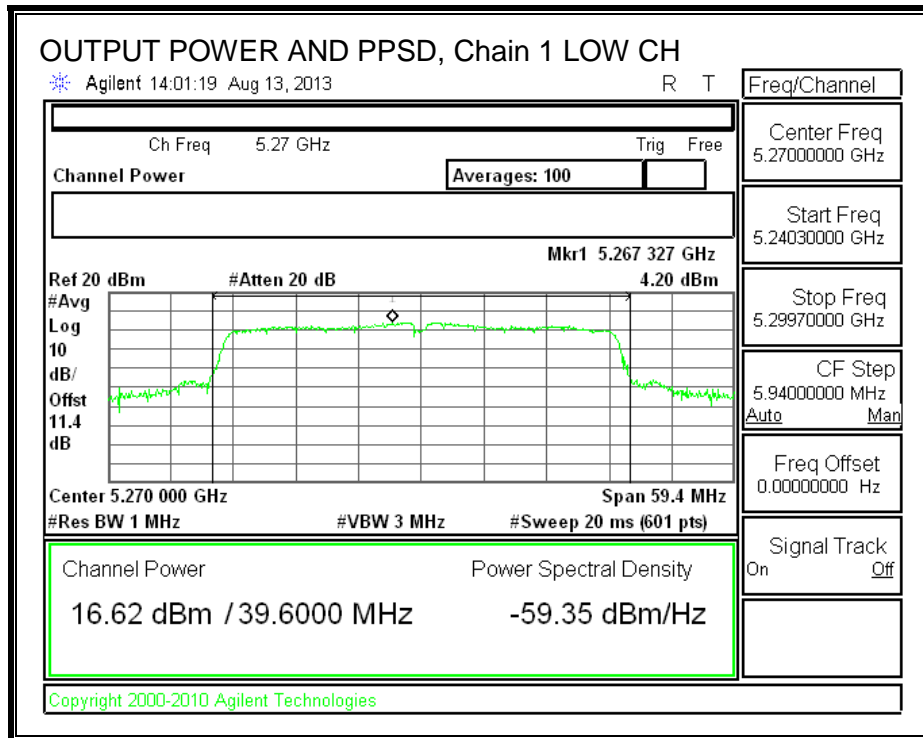 OUTPUT POWER AND PPSD, Chain 1 LOW CH
Agilent 14:01:19 Aug 13, 2013 R T
Freq/Channel
Ch Freq 5.27 GHz Trig Free
Channel Power Averages: 100
Mkr1 5.267 327 GHz
Ref 20 dBm #Atten 20 dB 4.20 dBm
#Avg
Log
10
dB/
Offst
11.4
dB
1
Center 5.270 000 GHz Span 59.4 MHz
#Res BW 1 MHz #VBW 3 MHz #Sweep 20 ms (601 pts)
Channel Power Power Spectral Density
16.62 dBm / 39.6000 MHz -59.35 dBm/Hz
Copyright 2000-2010 Agilent Technologies
Center Freq
5.27000000 GHz
Start Freq
5.24030000 GHz
Stop Freq
5.29970000 GHz
CF Step
5.94000000 MHz
Auto Man
Freq Offset
0.00000000 Hz
Signal Track
On Off